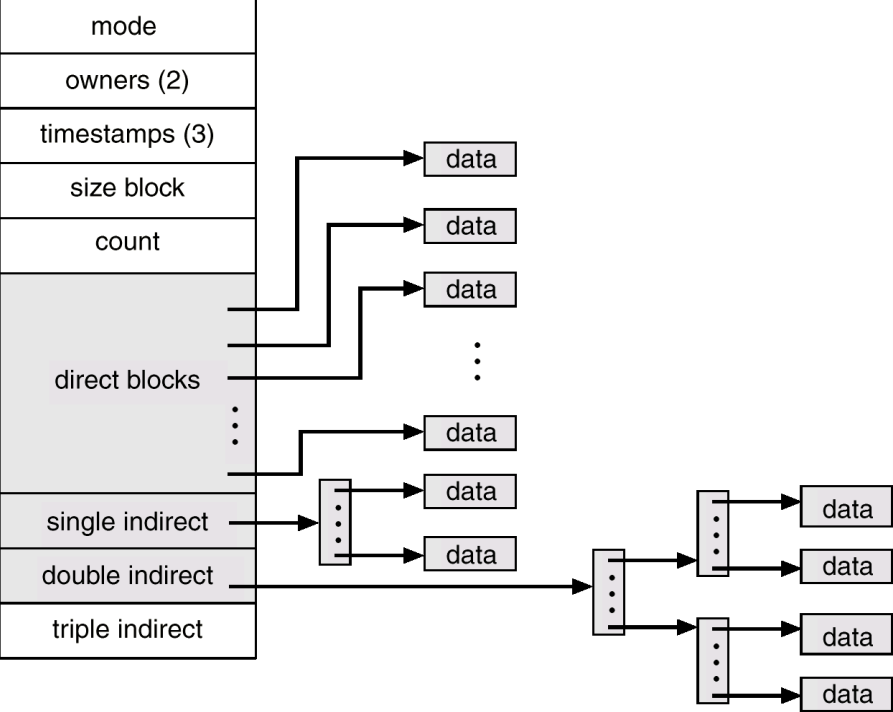 mode
owners (2)
timestamps (3)
size block
count
direct blocks
single indirect
double indirect
triple indirect
data
data
data
data
data
data
data
data
data
data